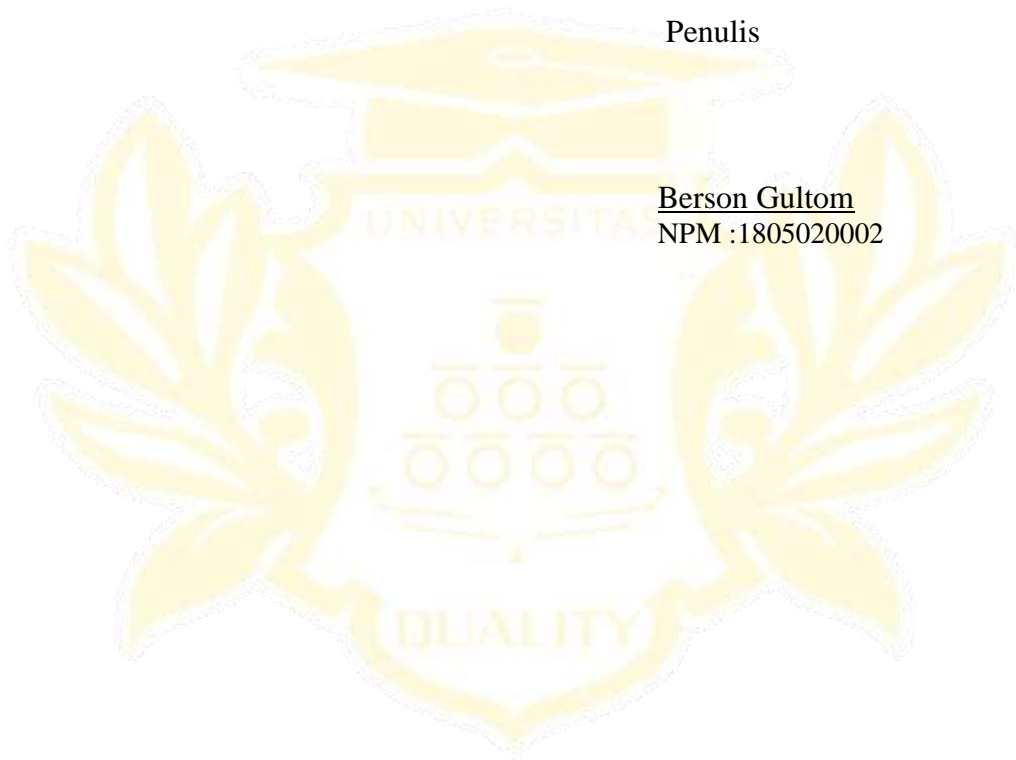 Penulis
Berson Gultom
NPM :1805020002
UNIVERSITAS
QUALITY